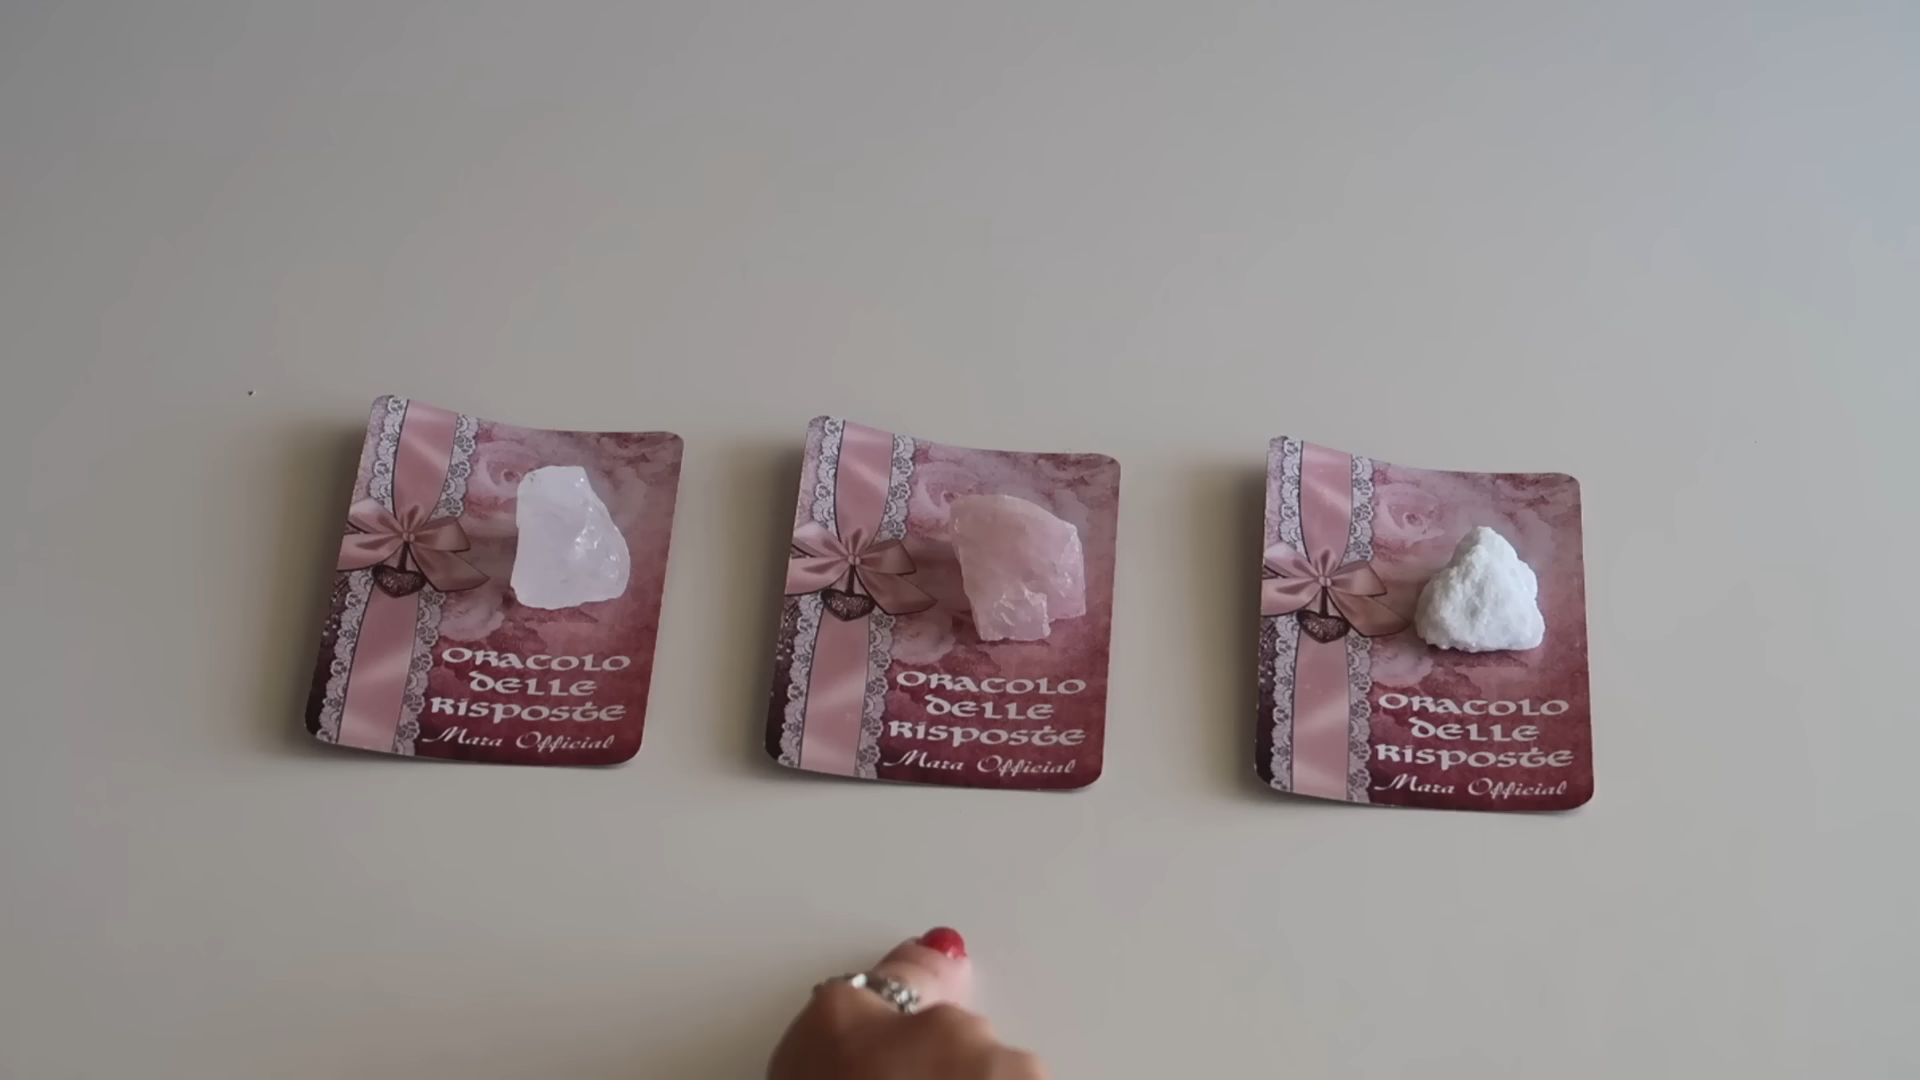 ORACOLO
DELLE
RISPOSTE
Mara Official
ORACOLO
DELLE
RISPOSTE
Mara Official
ORACOLO
DELLE
RISPOSTE
Mara Official